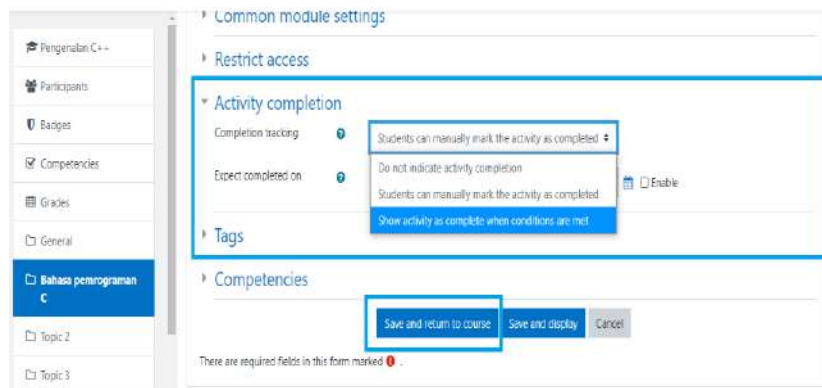 Pengenalan C++
Participants
Badges
Competencies
Grades
General
Bahasa pemrograman
C
Topic 2
Topic 3
Common module settings
Restrict access
Activity completion
Completion tracking
Students can manually mark the activity as completed
Do not indicate activity completion
Students can manually mark the activity as completed
Show activity as complete when conditions are met
Expect completed on
Enable
Tags
Competencies
Save and return to course
Save and display
Cancel
There are required fields in this form marked .